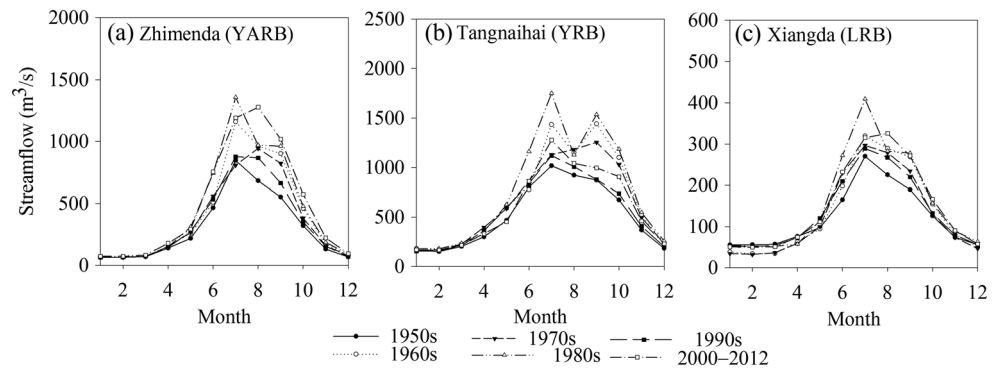 (a) Zhimenda (YARB)
(b) Tangnaihai (YRB)
(c) Xiangda (LRB)
Streamflow (m³/s)
2000
1500
1000
500
0
2500
2000
1500
1000
500
0
600
500
400
300
200
100
0
2 4 6 8 10 12
2 4 6 8 10 12
2 4 6 8 10 12
Month
Month
Month
1950s
1970s
1990s
1960s
1980s
2000–2012